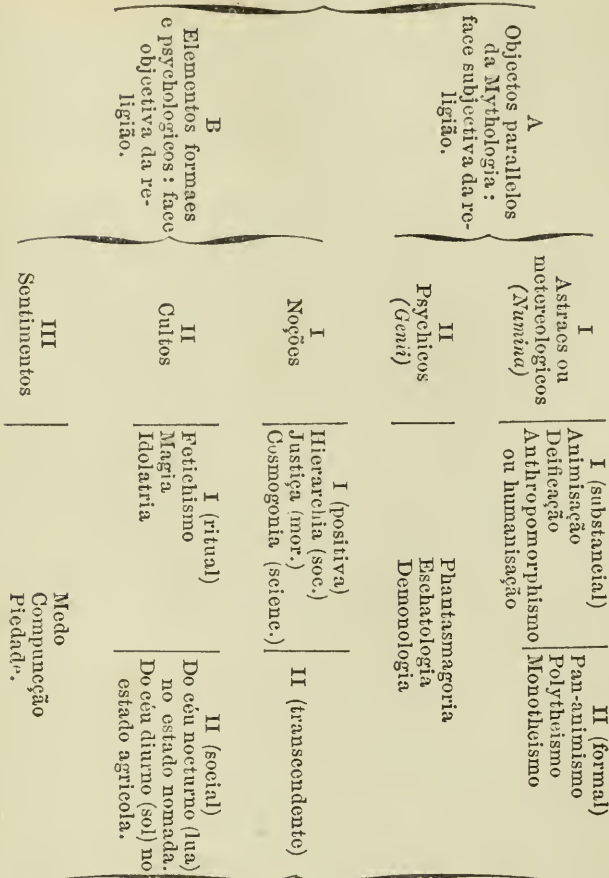 A
Objectos parallelos
da Mythologia :
face subjectiva da re-
ligião.
I
Astraes ou
metereologicos
(Numina)
I (substancial)
Animisação
Deificação
Anthropomorphismo
ou humanisação
II (formal)
Pan-animismo
Polytheismo
Monotheismo
II
Psychicos
(Genii)
Phantasmagoria
Eschatologia
Demonologia
B
Elementos formaes
e psychologicos : face
objectiva da re-
ligião.
I
Noções
I (positiva)
Hierarchia (soc.)
Justiça (mor.)
Cosmogonia (scienc.)
II (transcendente)
II
Cultos
I (ritual)
Fetichismo
Magia
Idolatria
II (social)
Do céu nocturno (lua)
no estado nomada.
Do céu diurno (sol) no
estado agricola.
III
Sentimentos
Medo
Compuncção
Piedade.